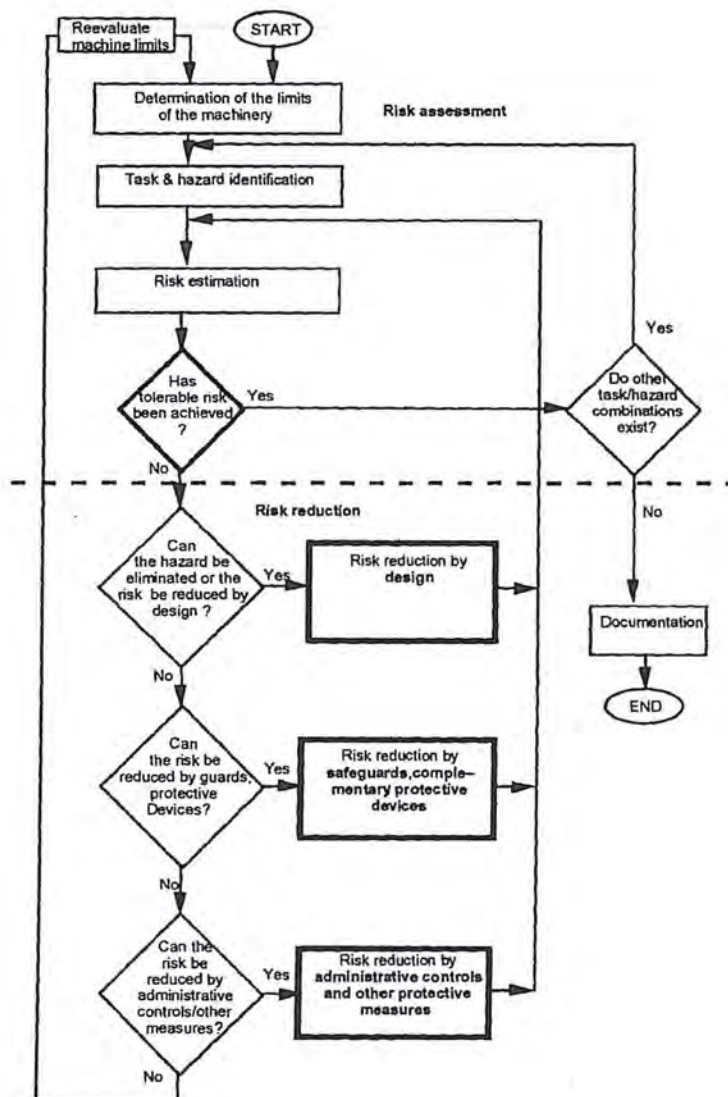 Reevaluate
machine limits
START
Determination of the limits
of the machinery
Risk assessment
Task & hazard identification
Risk estimation
Yes
Has
tolerable risk
been achieved
?
Yes
Do other
task/hazard
combinations
exist?
No
No
Risk reduction
Can
the hazard be
eliminated or the
risk be reduced by
design ?
Yes
Risk reduction by
design
Documentation
No
END
Can
the risk be
reduced by guards,
protective
Devices?
Yes
Risk reduction by
safeguards,comple-
mentary protective
devices
No
Can the
risk be
reduced by
administrative
controls/other
measures?
Yes
Risk reduction by
administrative controls
and other protective
measures
No